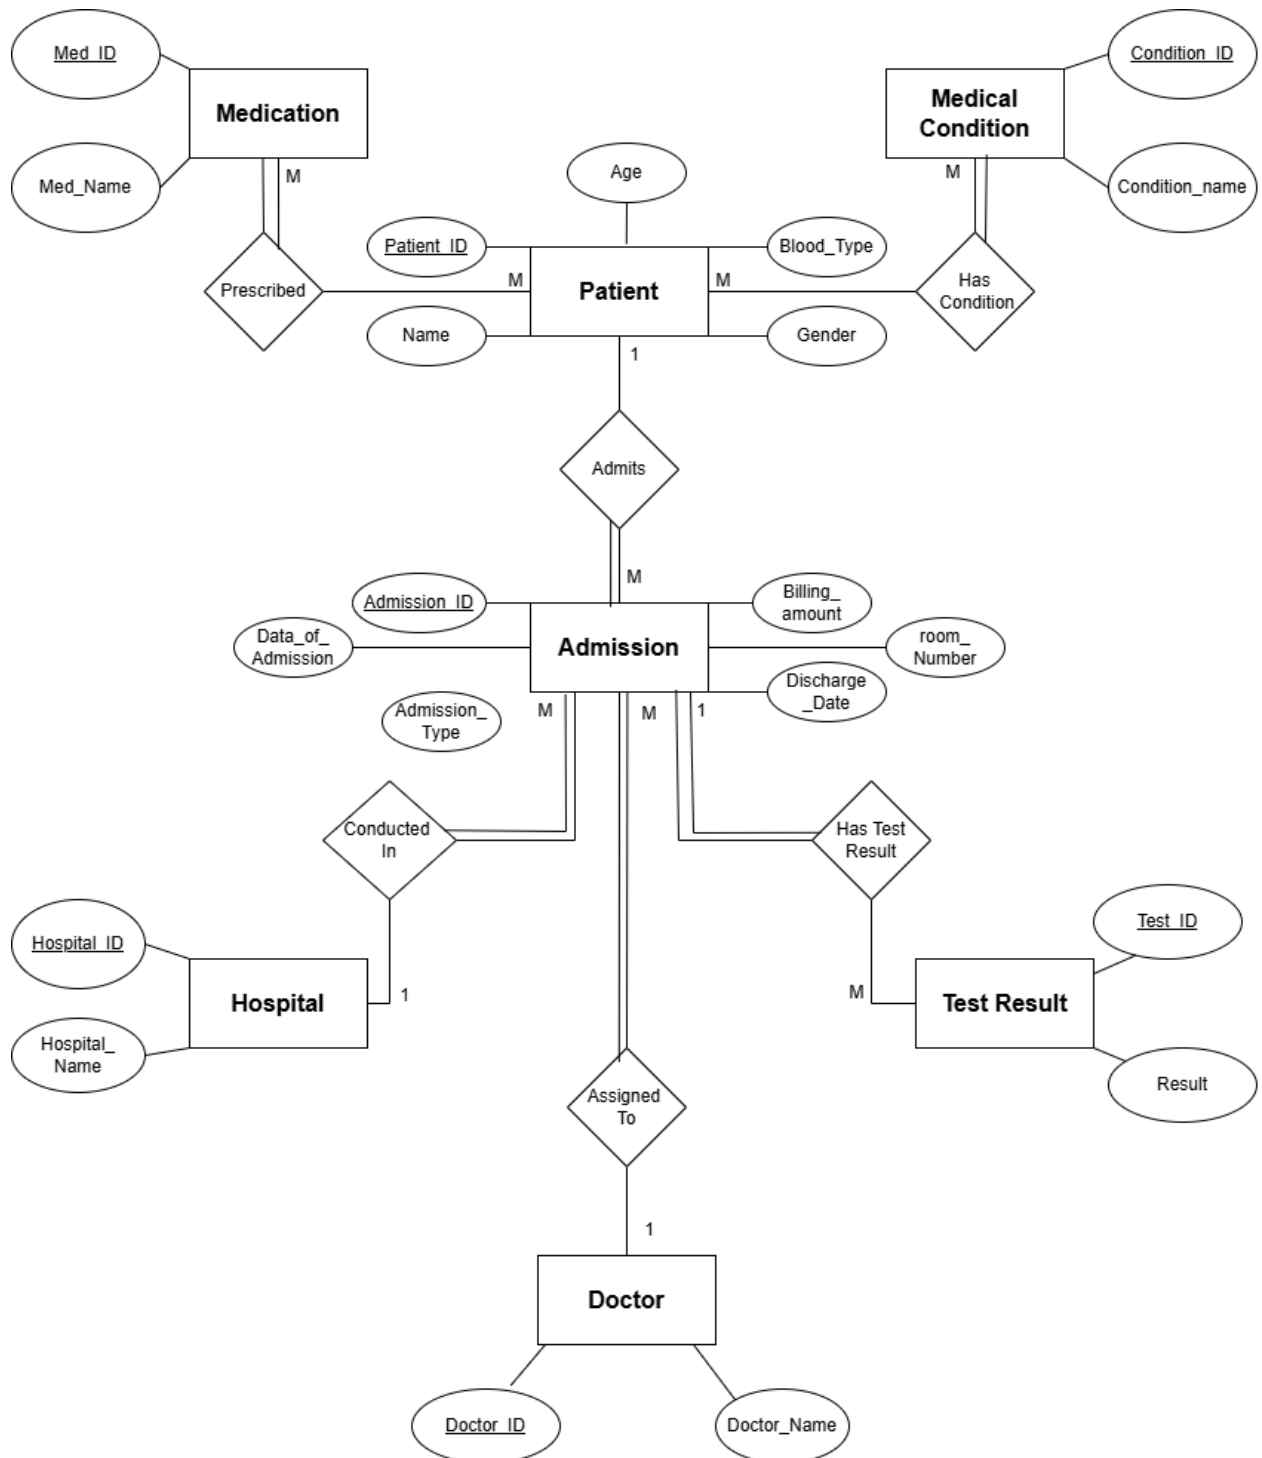 Med_ID
Condition_ID
Medication
Medical
Condition
Med_Name
M
Age
M
Condition_name
Patient_ID
Blood_Type
Prescribed
M
Patient
M
Has
Condition
Name
Gender
1
Admits
M
Admission_ID
Billing_
amount
Data_of_
Admission
Admission
room_
Number
Discharge
_Date
Admission_
Type
M
M
1
Conducted
In
Has Test
Result
Hospital_ID
Test_ID
Hospital
1
M
Test Result
Hospital_
Name
Result
Assigned
To
1
Doctor
Doctor_ID
Doctor_Name